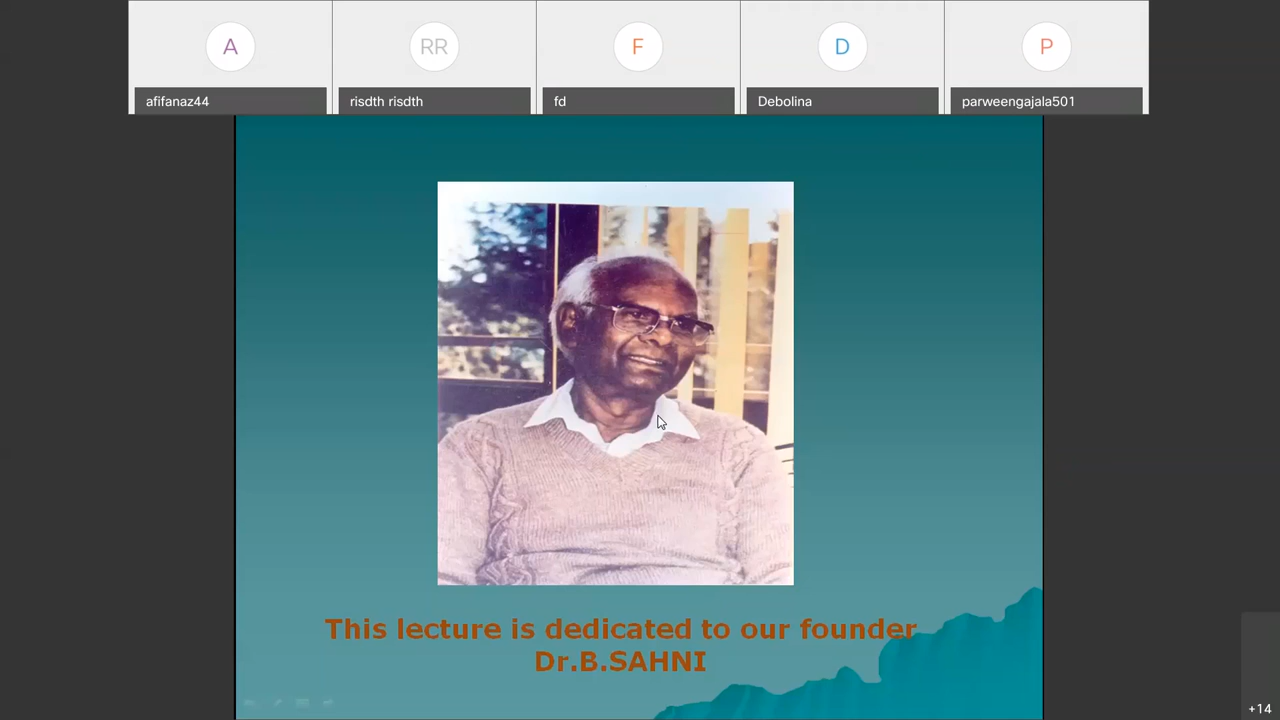 A
RR
F
D
P
afifanaz44
risdth risdth
fd
Debolina
parweengajala501
This lecture is dedicated to our founder
Dr.B.SAHNI
+14